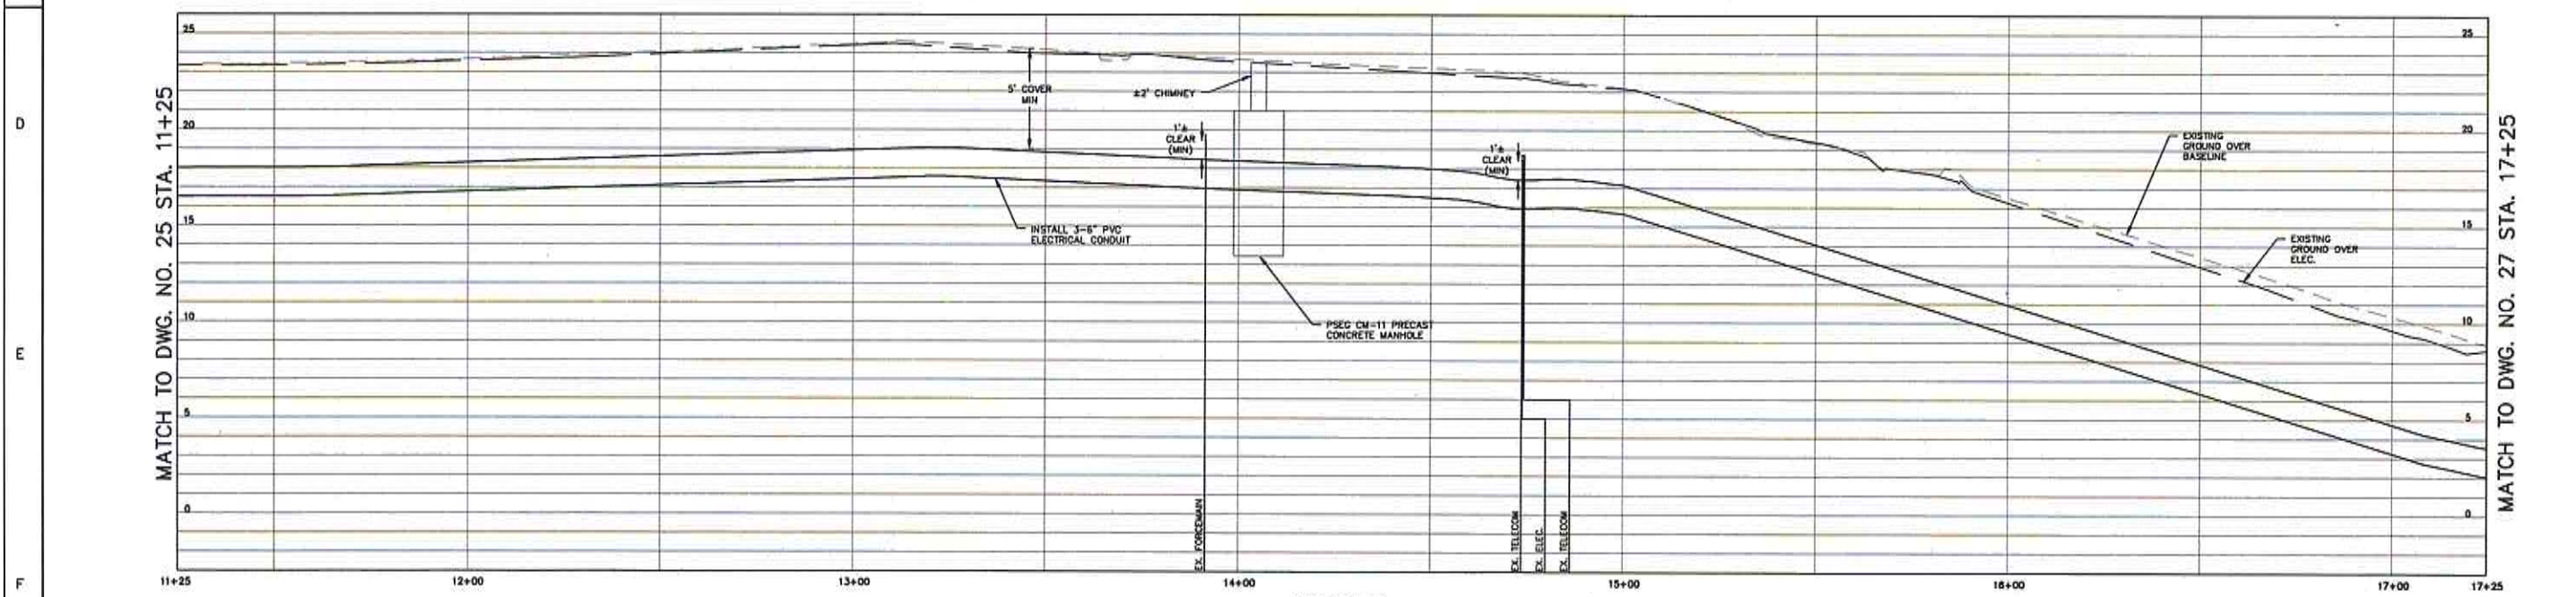 25
25
D
5' COVER
MIN
±2' CHIMNEY
MATCH TO DWG. NO. 25 STA. 11+25
20
1'±
CLEAR
(MIN)
1'±
CLEAR
(MIN)
20
EXISTING
GROUND OVER
BASELINE
MATCH TO DWG. NO. 27 STA. 17+25
15
INSTALL 3-6" PVC
ELECTRICAL CONDUIT
15
EXISTING
GROUND OVER
ELEC.
10
PSEG CM-11 PRECAST
CONCRETE MANHOLE
10
E
5
5
0
EX. FORCEMAIN
EX. TELECOM
EX. ELEC.
EX. TELECOM
0
F
11+25
12+00
13+00
14+00
15+00
16+00
17+00
17+25